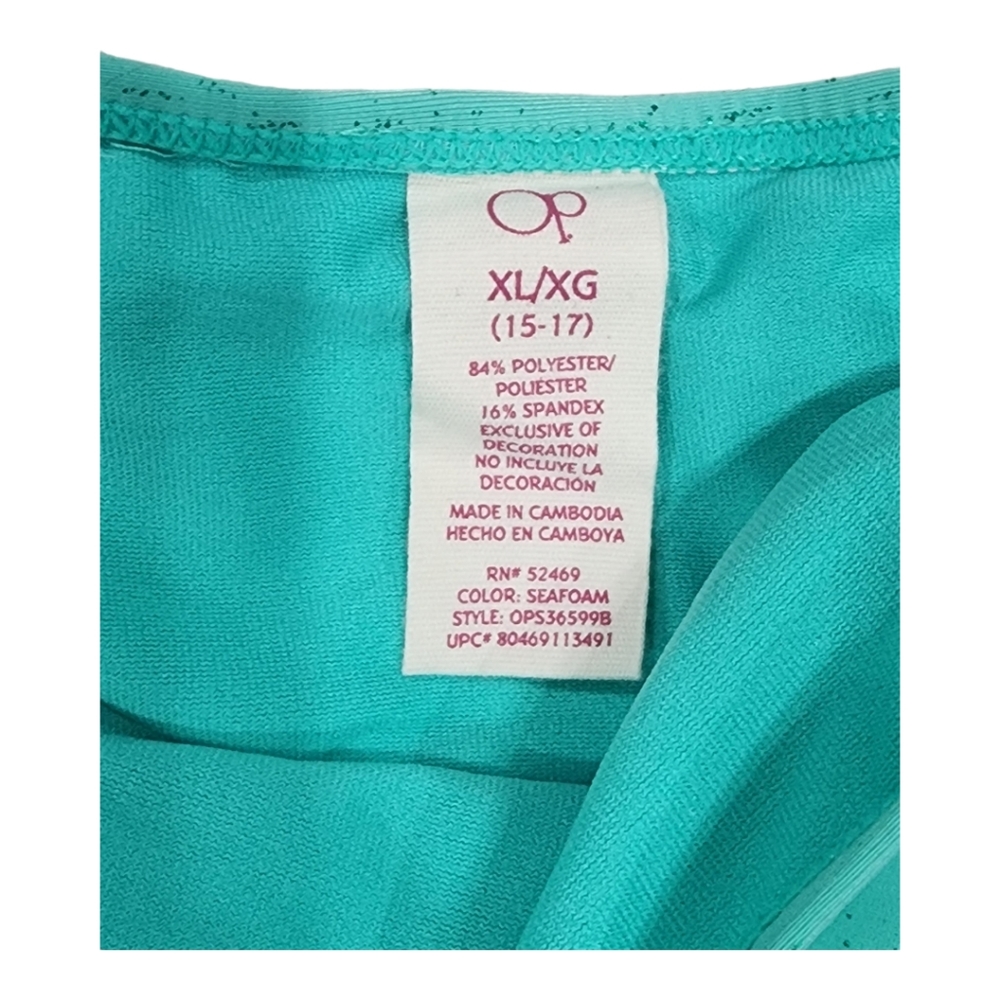 Op.
XL/XG
(15-17)
84% POLYESTER/
POLIÉSTER
16% SPANDEX
EXCLUSIVE OF
DECORATION
NO INCLUYE LA
DECORACIÓN
MADE IN CAMBODIA
HECHO EN CAMBOYA
RN# 52469
COLOR: SEAFOAM
STYLE: OPS36599B
UPC# 80469113491